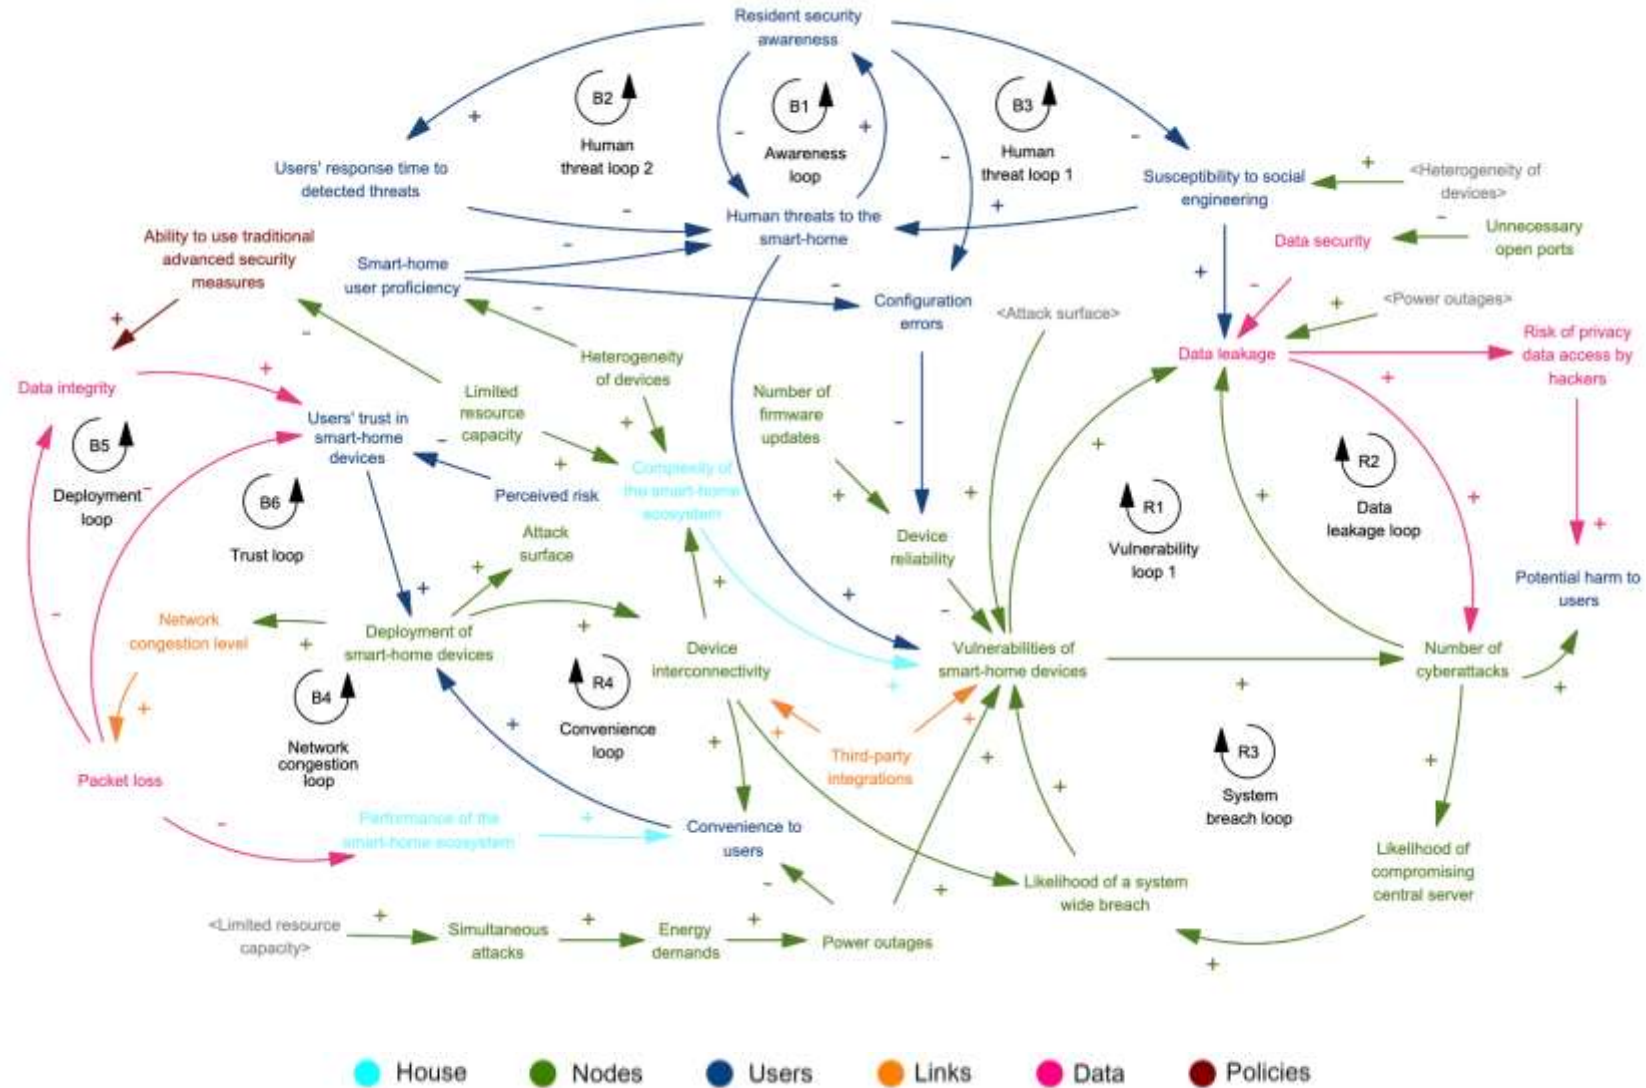 Resident security
awareness
B2
Human
threat loop 2
B1
Awareness
loop
B3
Human
threat loop 1
+
-
+
-
-
Users' response time to
detected threats
Susceptibility to social
engineering
+
<Heterogeneity of
devices>
-
Human threats to the
smart-home
+
-
Data security
-
Unnecessary
open ports
Ability to use traditional
advanced security
measures
Smart-home
user proficiency
-
Configuration
errors
+
-
<Attack surface>
+
<Power outages>
+
-
-
Data leakage
Risk of privacy
data access by
hackers
+
Data integrity
+
Heterogeneity
of devices
Limited
resource
capacity
Number of
firmware
updates
Users' trust in
smart-home
devices
-
+
-
+
B5
Deployment
loop
-
B6
Trust loop
+
Perceived risk
Complexity of
the smart-home
ecosystem
+
+
R1
Vulnerability
loop 1
+
R2
Data
leakage loop
+
+
Attack
surface
Device
reliability
+
+
+
+
-
Potential harm to
users
-
Network
congestion level
+
Deployment of
smart-home devices
+
Device
interconnectivity
Vulnerabilities of
smart-home devices
+
Number of
cyberattacks
+
+
B4
Network
congestion
loop
+
R4
Convenience
loop
+
+
+
+
Third-party
integrations
+
R3
System
breach loop
+
Packet loss
-
Performance of the
smart-home ecosystem
+
Convenience to
users
+
Likelihood of
compromising
central server
-
+
Likelihood of a system
wide breach
<Limited resource
capacity>
+
Simultaneous
attacks
+
Energy
demands
+
Power outages
+
House
Nodes
Users
Links
Data
Policies